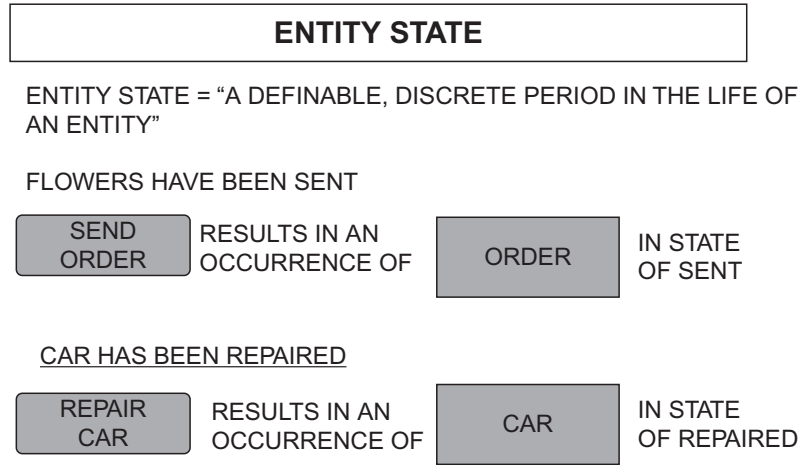 ENTITY STATE
ENTITY STATE = “A DEFINABLE, DISCRETE PERIOD IN THE LIFE OF
AN ENTITY”
FLOWERS HAVE BEEN SENT
SEND
ORDER
RESULTS IN AN
OCCURRENCE OF
ORDER
IN STATE
OF SENT
CAR HAS BEEN REPAIRED
REPAIR
CAR
RESULTS IN AN
OCCURRENCE OF
CAR
IN STATE
OF REPAIRED